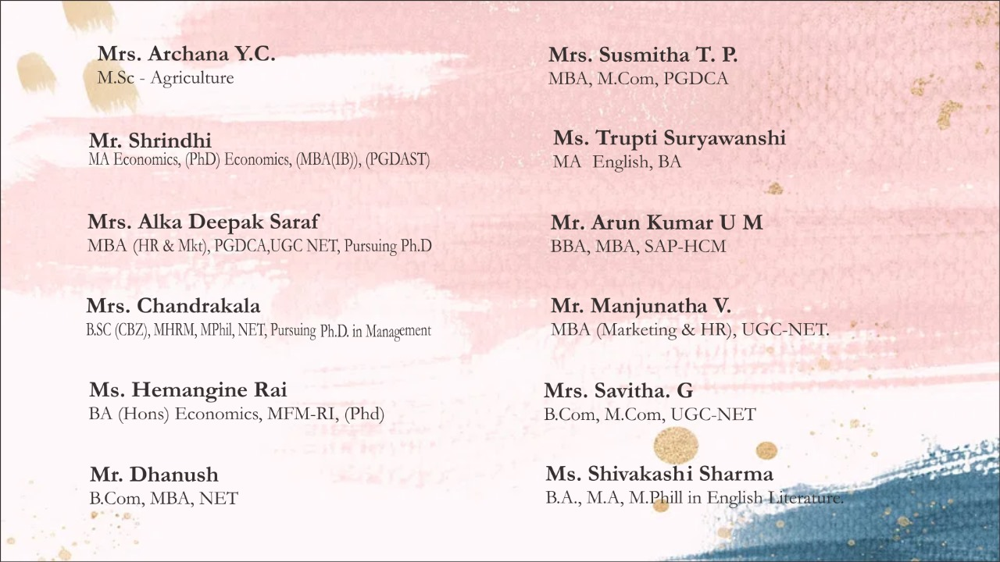 Mrs. Archana Y.C.
M.Sc - Agriculture
Mr. Shrindhi
MA Economics, (PhD) Economics, (MBA(IB)), (PGDAST)
Mrs. Alka Deepak Saraf
MBA (HR & Mkt), PGDCA,UGC NET, Pursuing Ph.D
Mrs. Chandrakala
B.SC (CBZ), MHRM, MPhil, NET, Pursuing Ph.D. in Management
Ms. Hemangine Rai
BA (Hons) Economics, MFM-RI, (Phd)
Mr. Dhanush
B.Com, MBA, NET
Mrs. Susmitha T. P.
MBA, M.Com, PGDCA
Ms. Trupti Suryawanshi
MA  English, BA
Mr. Arun Kumar U M
BBA, MBA, SAP-HCM
Mr. Manjunatha V.
MBA (Marketing & HR), UGC-NET.
Mrs. Savitha. G
B.Com, M.Com, UGC-NET
Ms. Shivakashi Sharma
B.A., M.A, M.Phill in English Literature.